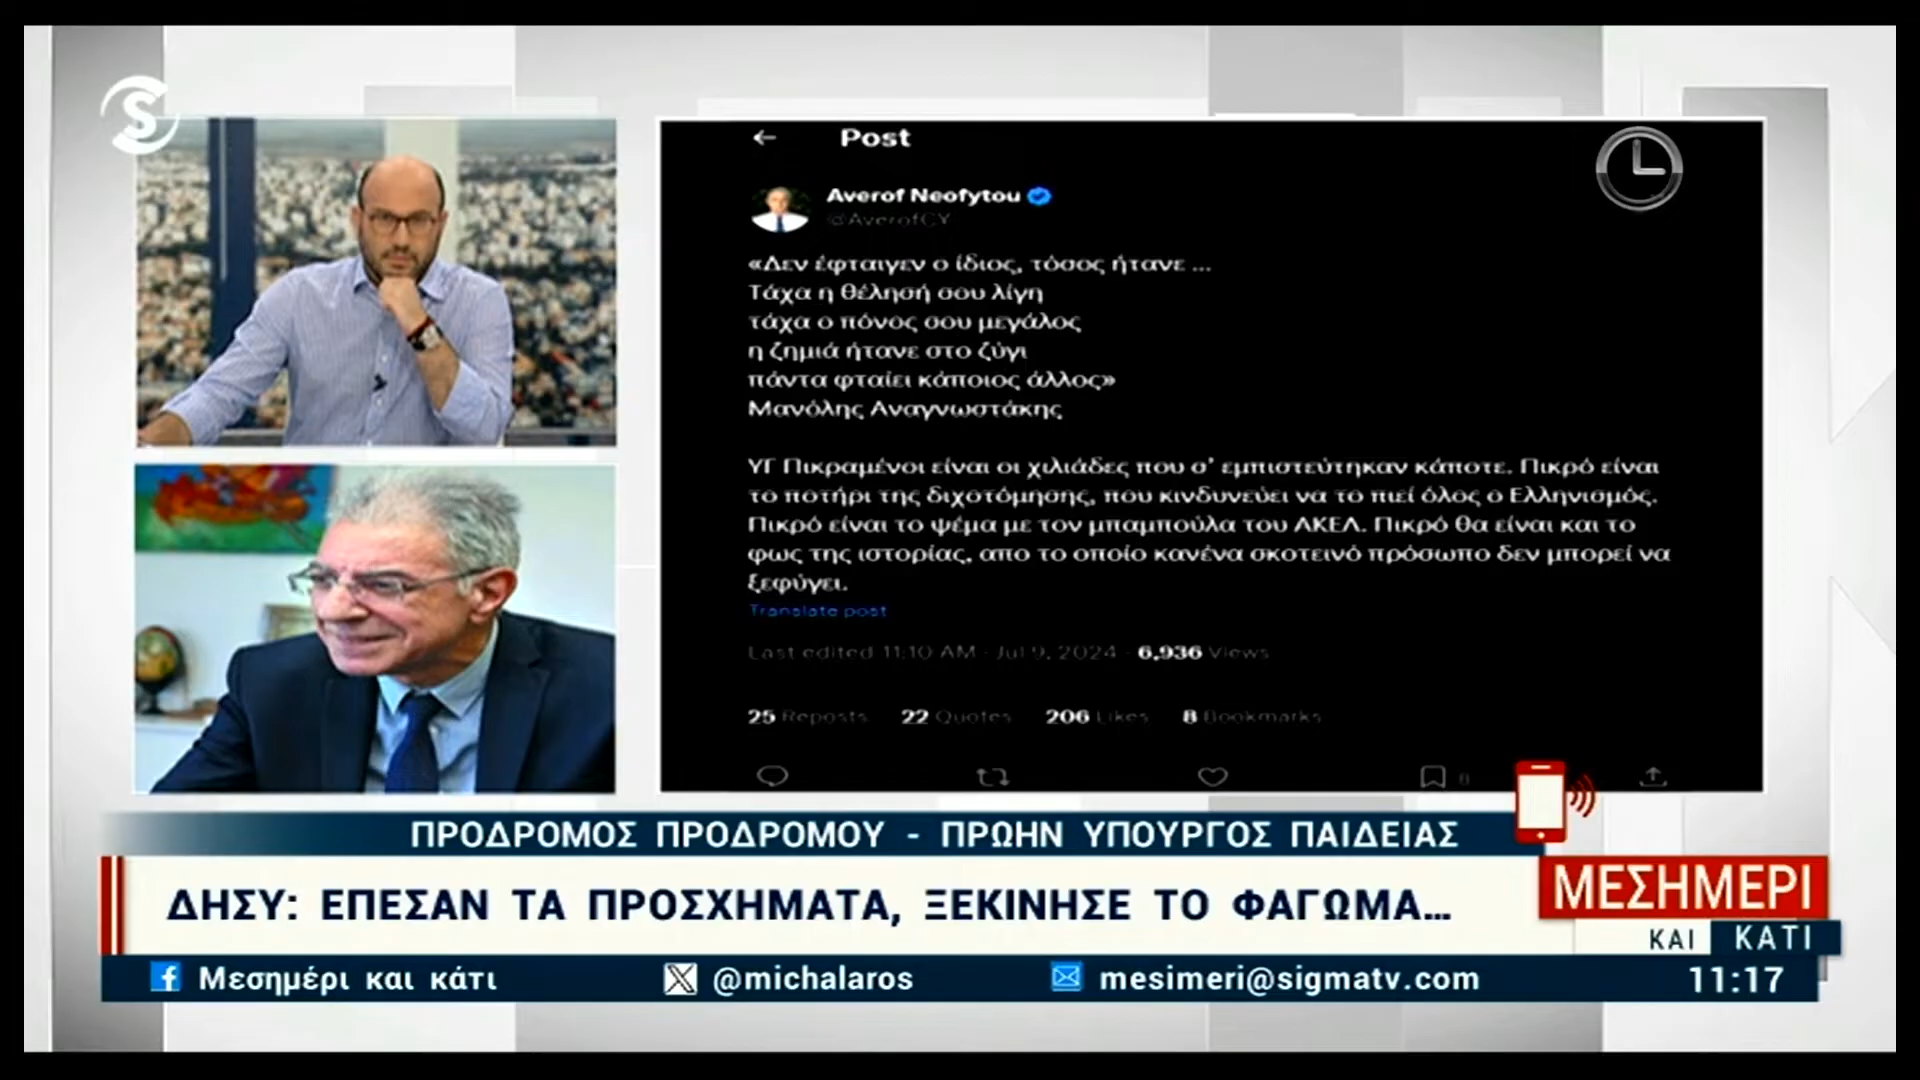 S
Post
Averof Neofytou
@AverofCY
«Δεν έφταιγεν ο ίδιος, τόσος ήτανε ...
Τάχα η θέλησή σου λίγη
τάχα ο πόνος σου μεγάλος
η ζημιά ήτανε στο ζύγι
πάντα φταίει κάποιος άλλος»
Μανόλης Αναγνωστάκης
ΥΓ Πικραμένοι είναι οι χιλιάδες που σ' εμπιστεύτηκαν κάποτε. Πικρό είναι
το ποτήρι της διχοτόμησης, που κινδυνεύει να το πιεί όλος ο Ελληνισμός.
Πικρό είναι το ψέμα με τον μπαμπούλα του ΑΚΕΛ. Πικρό θα είναι και το
φως της ιστορίας, απο το οποίο κανένα σκοτεινό πρόσωπο δεν μπορεί να
ξεφύγει.
Translate post
Last edited 11:10 AM · Jul 9, 2024 · 6,936 Views
25 Reposts 22 Quotes 206 Likes 8 Bookmarks
8
ΠΡΟΔΡΟΜΟΣ ΠΡΟΔΡΟΜΟΥ - ΠΡΩΗΝ ΥΠΟΥΡΓΟΣ ΠΑΙΔΕΙΑΣ
ΔΗΣΥ: ΕΠΕΣΑΝ ΤΑ ΠΡΟΣΧΗΜΑΤΑ, ΞΕΚΙΝΗΣΕ ΤΟ ΦΑΓΩΜΑ...
ΜΕΣΗΜΕΡΙ
ΚΑΙ ΚΑΤΙ
Μεσημέρι και κάτι @michalaros mesimeri@sigmatv.com 11:17